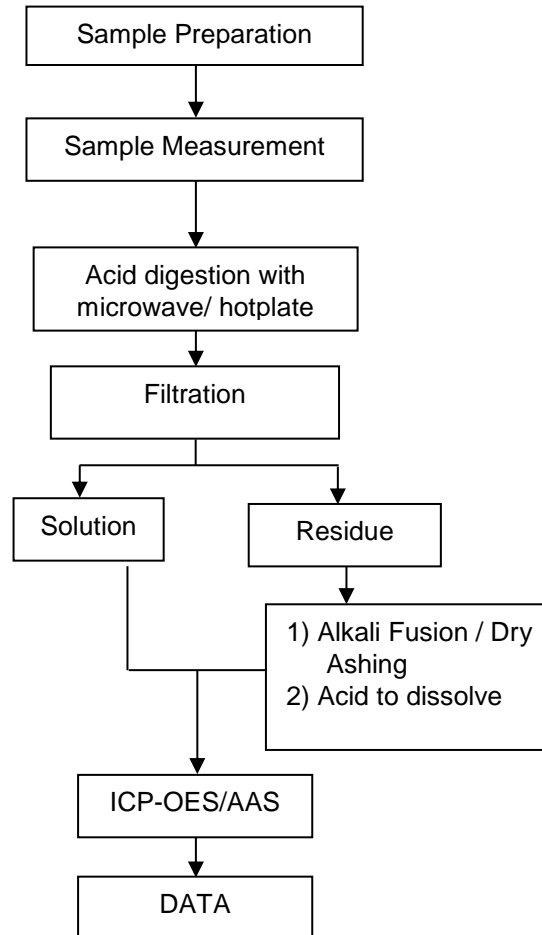 Sample Preparation
Sample Measurement
Acid digestion with
microwave/ hotplate
Filtration
Solution
Residue
1) Alkali Fusion / Dry
Ashing
2) Acid to dissolve
ICP-OES/AAS
DATA